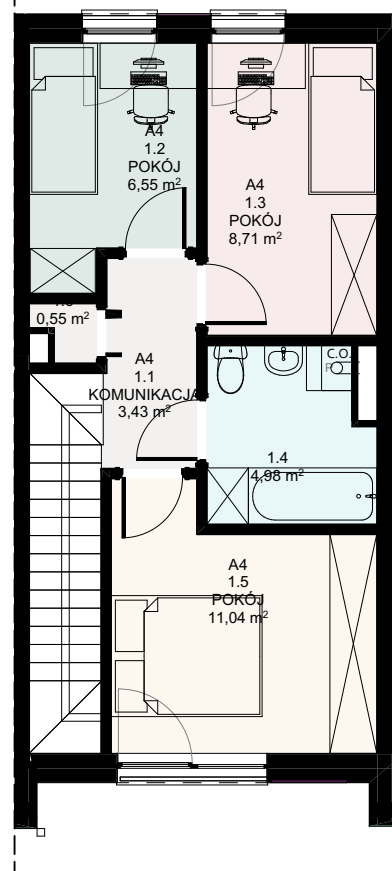 A4
1.2
POKÓJ
6,55 m²
A4
1.3
POKÓJ
8,71 m²
0,55 m²
A4
1.1
KOMUNIKACJA
3,43 m²
C.O.
1.4
4,98 m²
A4
1.5
POKÓJ
11,04 m²